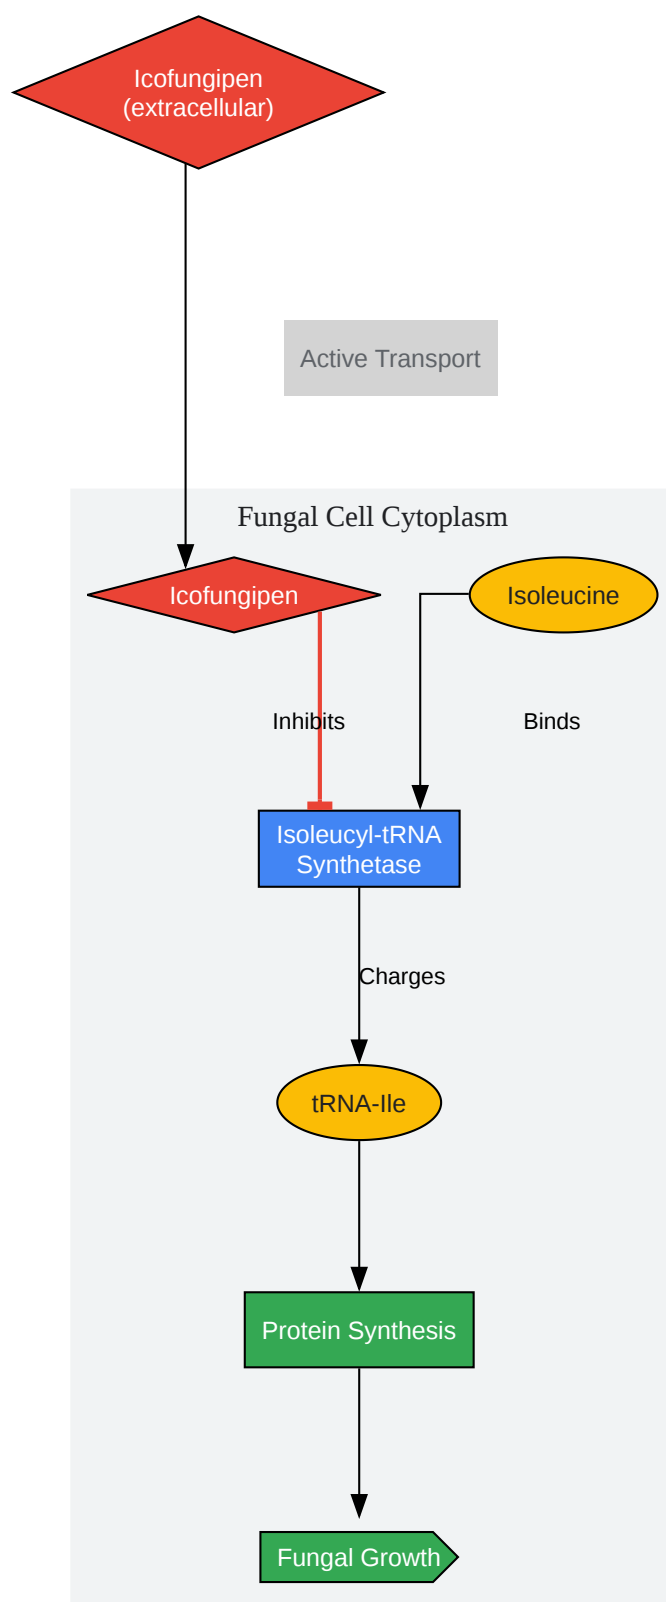 Icofungipen
(extracellular)
Active Transport
Fungal Cell Cytoplasm
Icofungipen
Isoleucine
Inhibits
Binds
Isoleucyl-tRNA
Synthetase
Charges
tRNA-Ile
Protein Synthesis
Fungal Growth